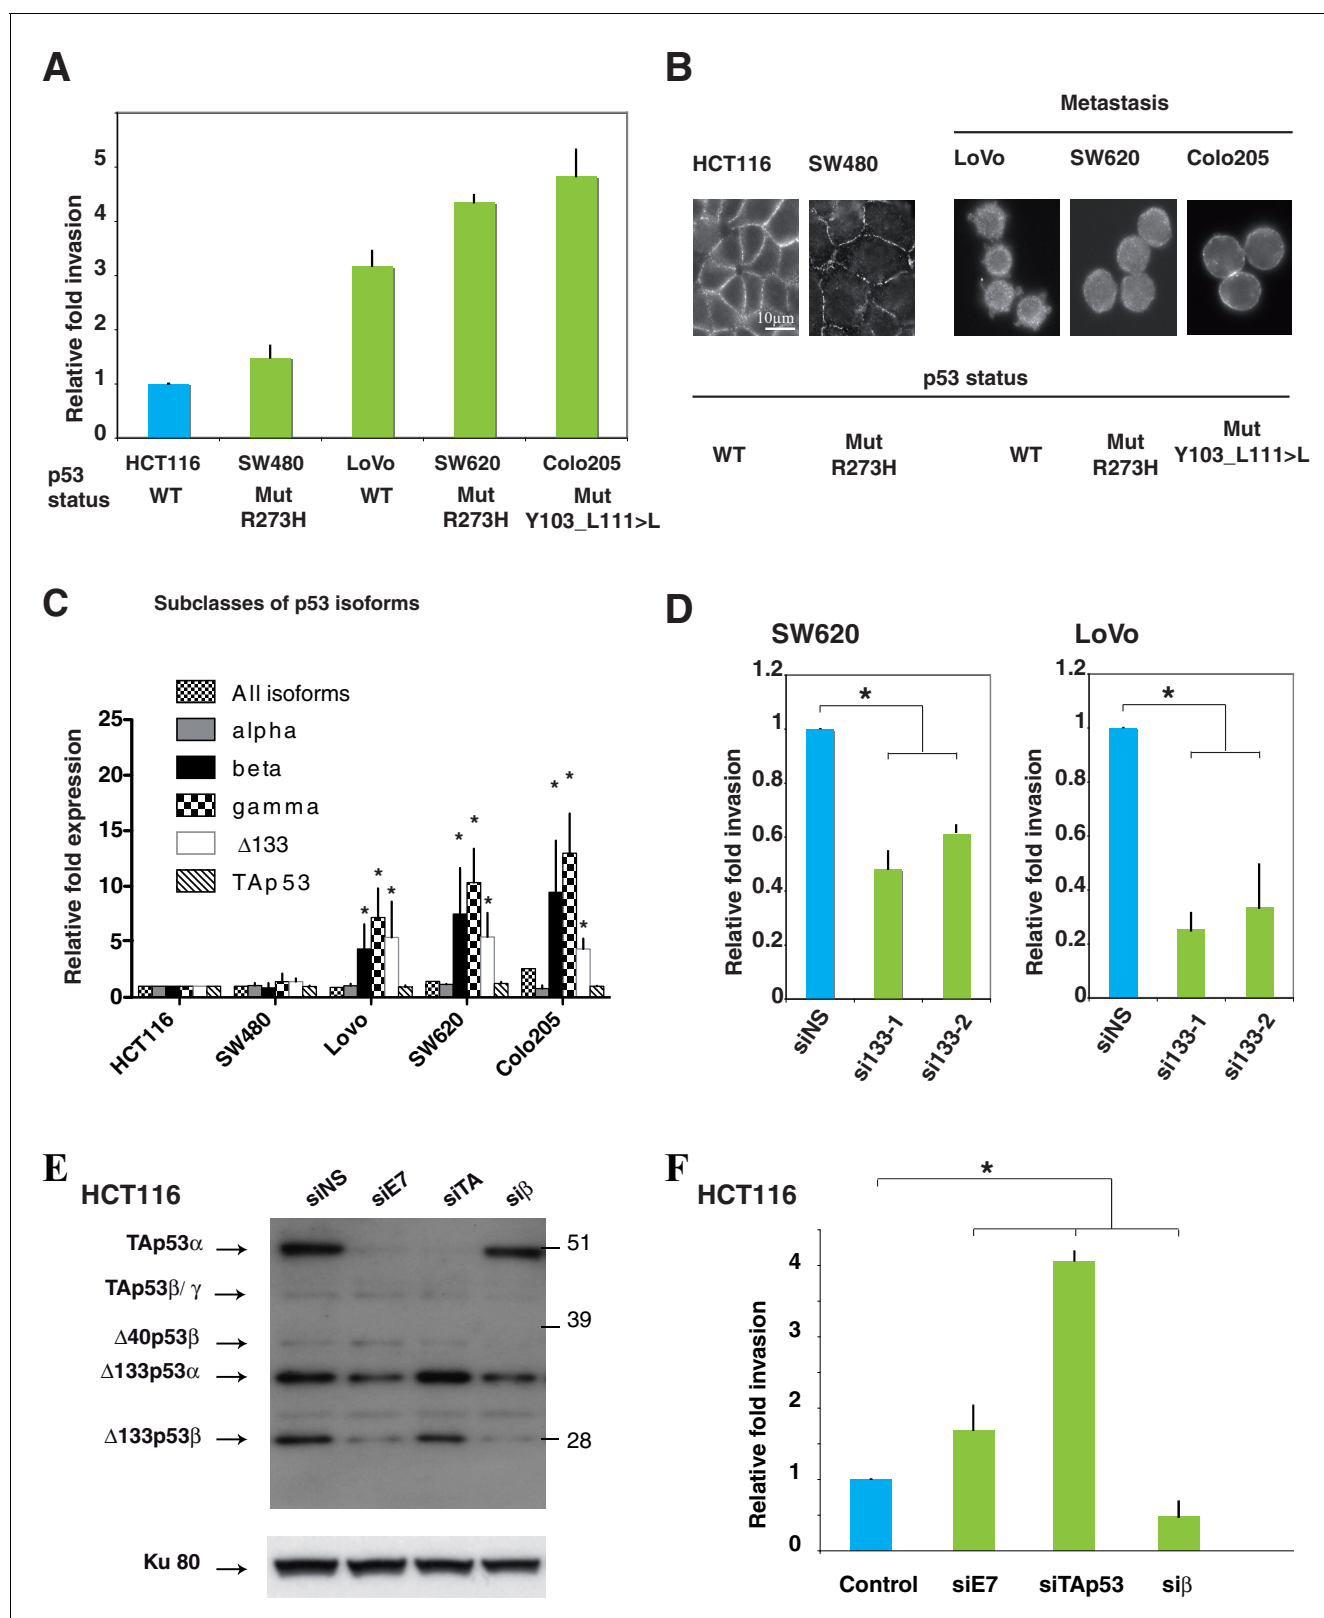 A
Relative fold invasion
5
4
3
2
1
0
HCT116 SW480 LoVo SW620 Colo205
p53 status
WT Mut R273H WT Mut R273H Mut Y103_L111>L
B
Metastasis
HCT116 SW480 LoVo SW620 Colo205
10µm
p53 status
WT Mut R273H WT Mut R273H Mut Y103_L111>L
C
Subclasses of p53 isoforms
All isoforms
alpha
beta
gamma
Δ133
TAp53
Relative fold expression
25
20
15
10
5
0
* * *
* * *
* * *
HCT116 SW480 Lovo SW620 Colo205
D
SW620
Relative fold invasion
1.2
1
0.8
0.6
0.4
0.2
0
*
siNS si133-1 si133-2
LoVo
Relative fold invasion
1.2
1
0.8
0.6
0.4
0.2
0
*
siNS si133-1 si133-2
E
HCT116
siNS siE7 siTA siβ
TAp53α
TAp53β/ γ
Δ40p53β
Δ133p53α
Δ133p53β
51
39
28
Ku 80
F
HCT116
*
Relative fold invasion
4
3
2
1
0
Control siE7 siTAp53 siβ